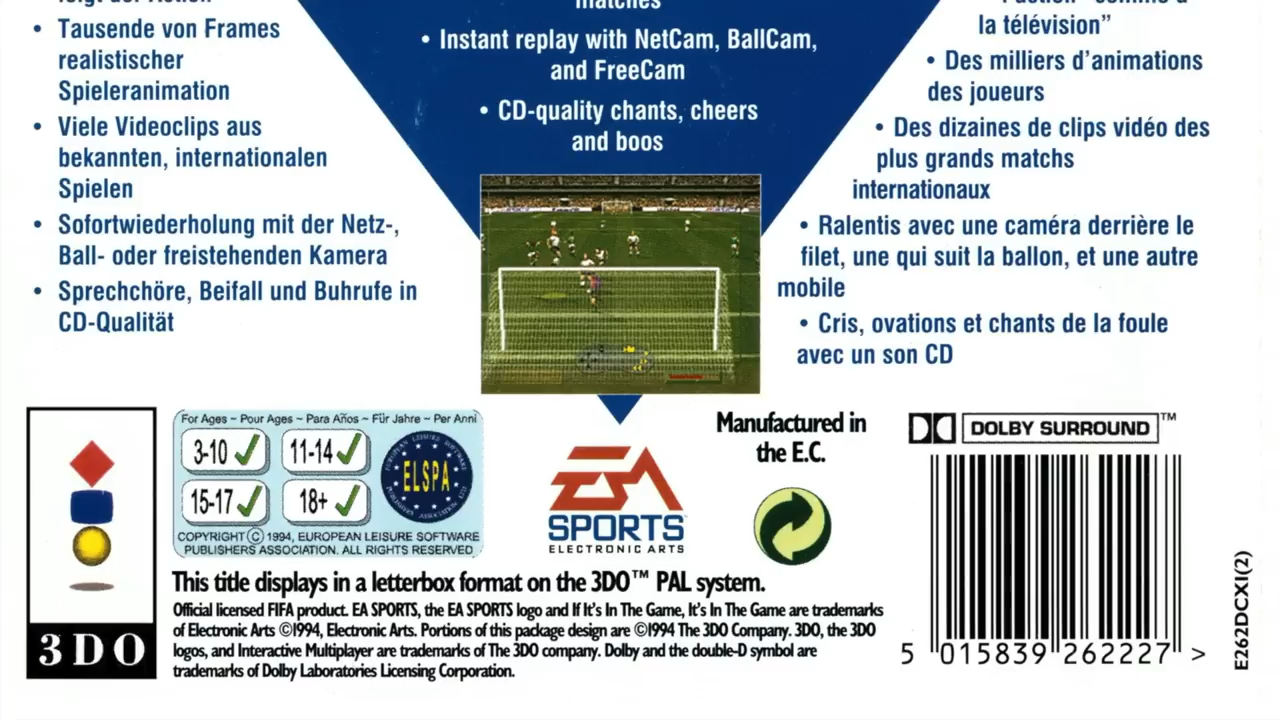 • Tausende von Frames
realistischer
Spieleranimation
• Viele Videoclips aus
bekannten, internationalen
Spielen
• Sofortwiederholung mit der Netz-,
Ball- oder freistehenden Kamera
• Sprechchöre, Beifall und Buhrufe in
CD-Qualität
matches
• Instant replay with NetCam, BallCam,
and FreeCam
• CD-quality chants, cheers
and boos
la télévision”
• Des milliers d’animations
des joueurs
• Des dizaines de clips vidéo des
plus grands matchs
internationaux
• Ralentis avec une caméra derrière le
filet, une qui suit la ballon, et une autre
mobile
• Cris, ovations et chants de la foule
avec un son CD
3DO
For Ages ~ Pour Ages ~ Para Años ~ Für Jahre ~ Per Anni
3-10 ✓ 11-14 ✓
15-17 ✓ 18+ ✓
EUROPEAN LEISURE SOFTWARE
ELSPA
PUBLISHERS ASSOCIATION LTD
COPYRIGHT © 1994, EUROPEAN LEISURE SOFTWARE
PUBLISHERS ASSOCIATION. ALL RIGHTS RESERVED
EA
SPORTS™
ELECTRONIC ARTS
Manufactured in
the E.C.
DOLBY SURROUND™
This title displays in a letterbox format on the 3DO™ PAL system.
Official licensed FIFA product. EA SPORTS, the EA SPORTS logo and If It’s In The Game, It’s In The Game are trademarks
of Electronic Arts ©1994, Electronic Arts. Portions of this package design are ©1994 The 3DO Company. 3DO, the 3DO
logos, and Interactive Multiplayer are trademarks of The 3DO company. Dolby and the double-D symbol are
trademarks of Dolby Laboratories Licensing Corporation.
5 015839 262227 >
E262DCXI(2)